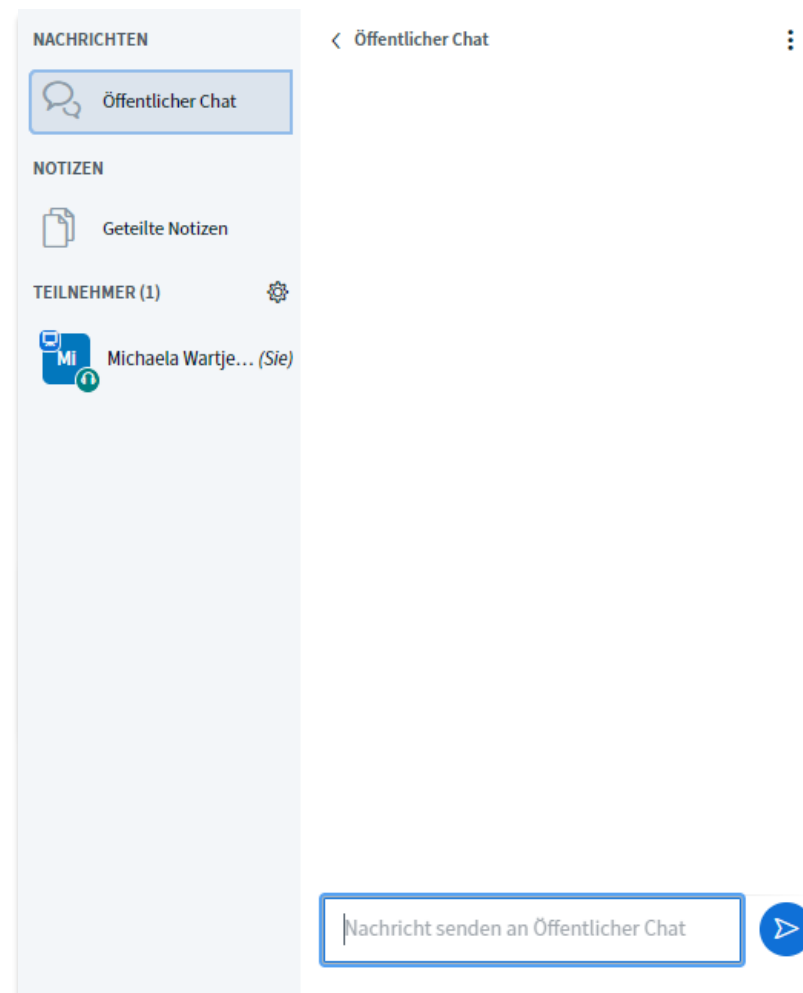 NACHRICHTEN
Öffentlicher Chat
NOTIZEN
Geteilte Notizen
TEILNEHMER (1)
Mi
Michaela Wartje... (Sie)
Öffentlicher Chat
Nachricht senden an Öffentlicher Chat